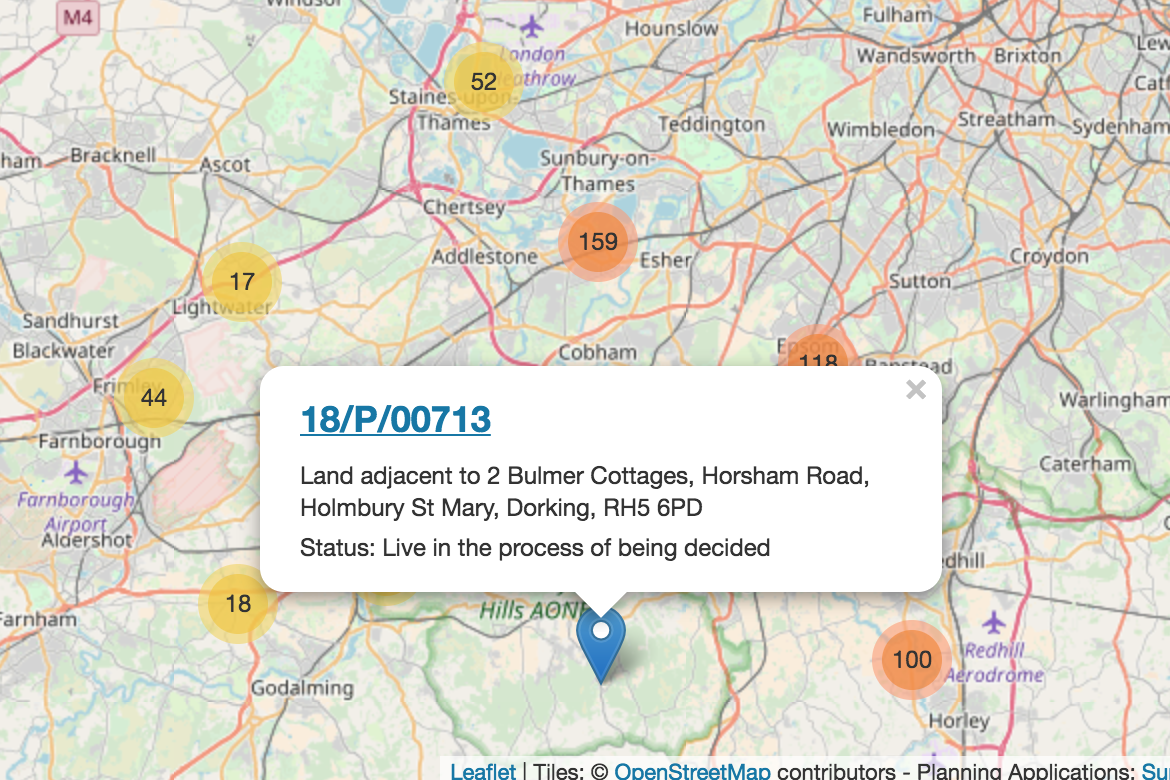 M4
London
Hounslow
Fulham
Wandsworth
Brixton
52
Staines-upon-
Thames
Teddington
Wimbledon
Streatham
Sydenham
Bracknell
Ascot
Sunbury-on-
Thames
Chertsey
159
Addlestone
Esher
Croydon
17
Lightwater
Sutton
Sandhurst
Blackwater
Cobham
Epsom
118
Banstead
Frimley
44
Warlingham
Farnborough
Caterham
Farnborough
Airport
Aldershot
×
18/P/00713
Land adjacent to 2 Bulmer Cottages, Horsham Road,
Holmbury St Mary, Dorking, RH5 6PD
Status: Live in the process of being decided
18
Hills AONB
Farnham
100
Redhill
Aerodrome
Godalming
Horley
Leaflet | Tiles: © OpenStreetMap contributors - Planning Applications: Su